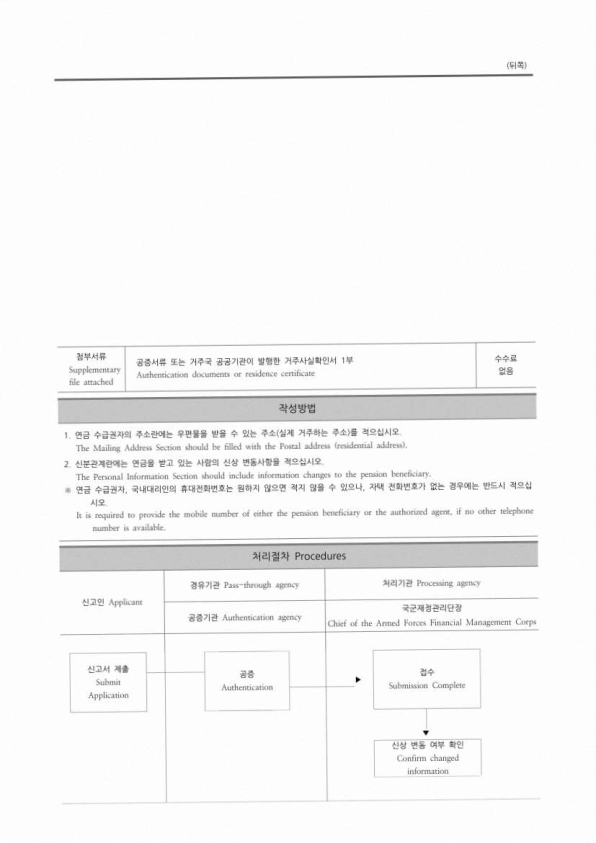 (뒤쪽)
첨부서류
Supplementary
file attached
공증서류 또는 거주국 공공기관이 발행한 거주사실확인서 1부
Authentication documents or residence certificate
수수료
없음
작성방법
1. 연금 수급권자의 주소란에는 우편물을 받을 수 있는 주소(실제 거주하는 주소)를 적으십시오.
The Mailing Address Section should be filled with the Postal address (residential address).
2. 신분관계란에는 연금을 받고 있는 사람의 신상 변동사항을 적으십시오.
The Personal Information Section should include information changes to the pension beneficiary.
※ 연금 수급권자, 국내대리인의 휴대전화번호는 원하지 않으면 적지 않을 수 있으나, 자택 전화번호가 없는 경우에는 반드시 적으십
시오.
It is required to provide the mobile number of either the pension beneficiary or the authorized agent, if no other telephone
number is available.
처리절차 Procedures
신고인 Applicant
경유기관 Pass-through agency
처리기관 Processing agency
공증기관 Authentication agency
국군재정관리단장
Chief of the Armed Forces Financial Management Corps
신고서 제출
Submit
Application
공증
Authentication
접수
Submission Complete
신상 변동 여부 확인
Confirm changed
information